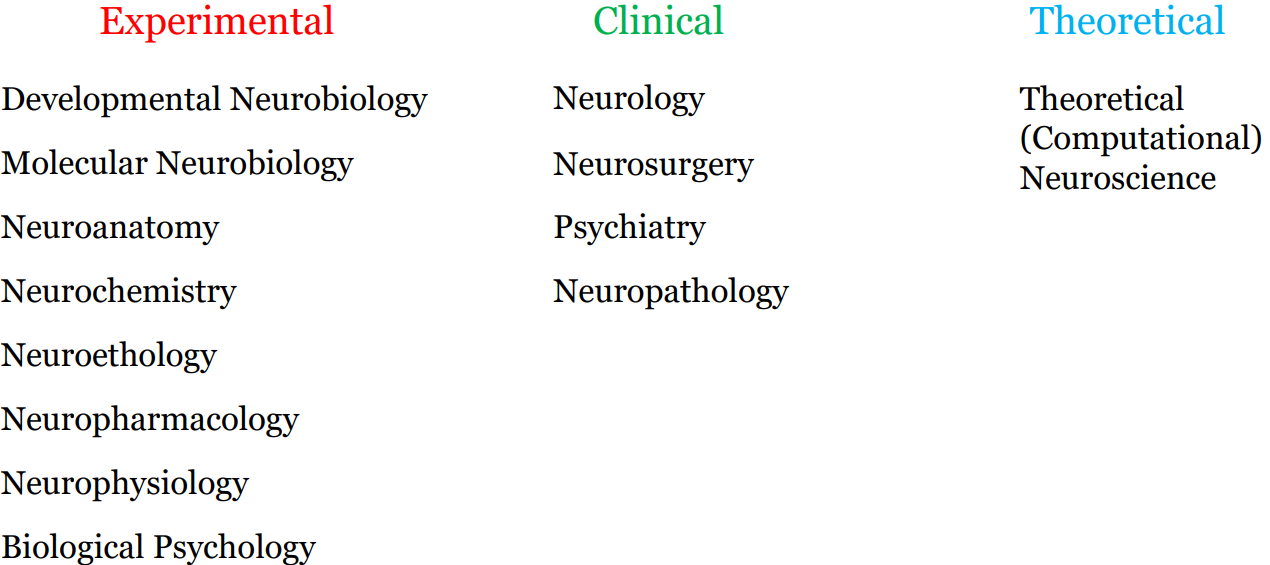 Experimental
Clinical
Theoretical
Developmental Neurobiology
Molecular Neurobiology
Neuroanatomy
Neurochemistry
Neuroethology
Neuropharmacology
Neurophysiology
Biological Psychology
Neurology
Neurosurgery
Psychiatry
Neuropathology
Theoretical
(Computational)
Neuroscience